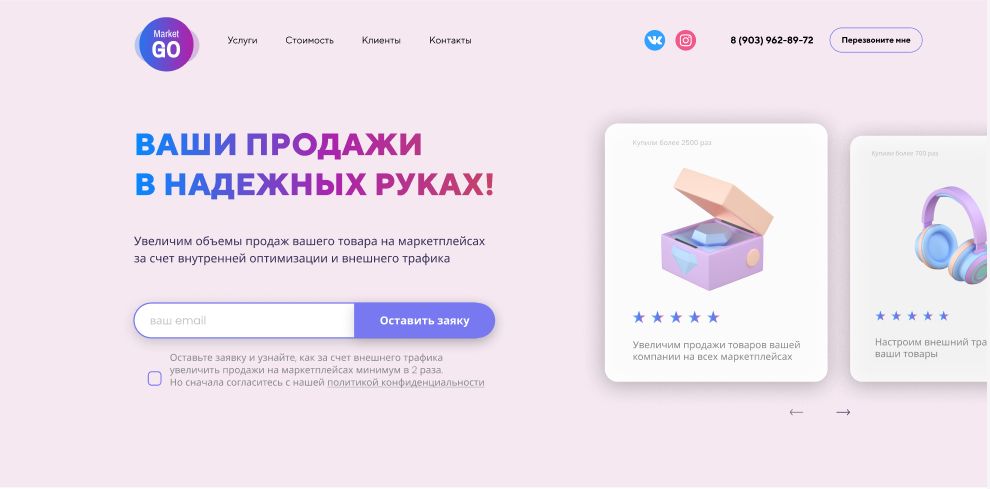 Market
GO
Услуги
Стоимость
Клиенты
Контакты
8 (903) 962-89-72
Перезвоните мне
ВАШИ ПРОДАЖИ
В НАДЕЖНЫХ РУКАХ!
Увеличим объемы продаж вашего товара на маркетплейсах
за счет внутренней оптимизации и внешнего трафика
ваш email
Оставить заяку
Оставьте заявку и узнайте, как за счет внешнего трафика
увеличить продажи на маркетплейсах минимум в 2 раза.
Но сначала согласитесь с нашей политикой конфиденциальности
Купили более 2500 раз
Увеличим продажи товаров вашей
компании на всех маркетплейсах
Купили более 700 раз
Настроим внешний тра
ваши товары